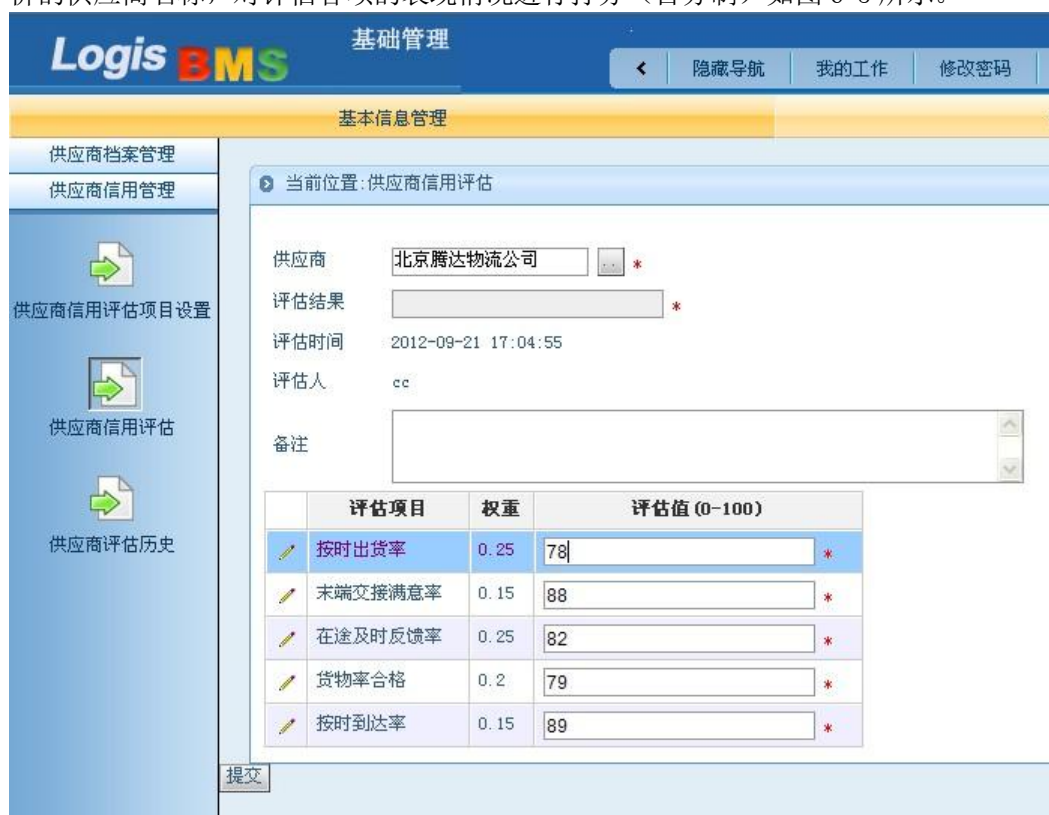 Logis BMS
基础管理
隐藏导航 我的工作 修改密码
基本信息管理
供应商档案管理
供应商信用管理
供应商信用评估项目设置
供应商信用评估
供应商评估历史
当前位置:供应商信用评估
供应商 北京腾达物流公司 .. *
评估结果 *
评估时间 2012-09-21 17:04:55
评估人 cc
备注
评估项目 权重 评估值(0-100)
按时出货率 0.25 78 *
末端交接满意率 0.15 88 *
在途及时反馈率 0.25 82 *
货物率合格 0.2 79 *
按时到达率 0.15 89 *
提交